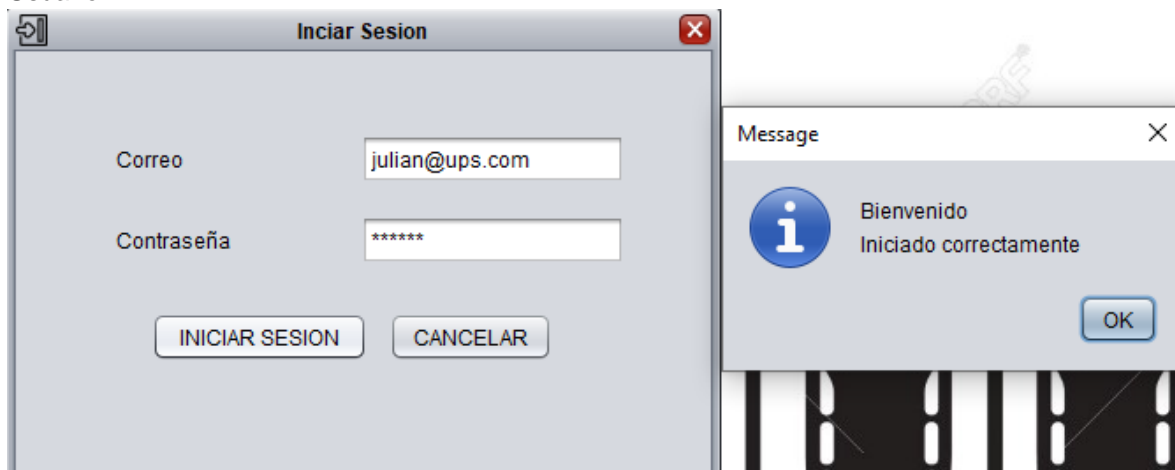 Inciar Sesion
Correo
julian@ups.com
Contraseña
******
INICIAR SESION
CANCELAR
Message
Bienvenido
Iniciado correctamente
OK